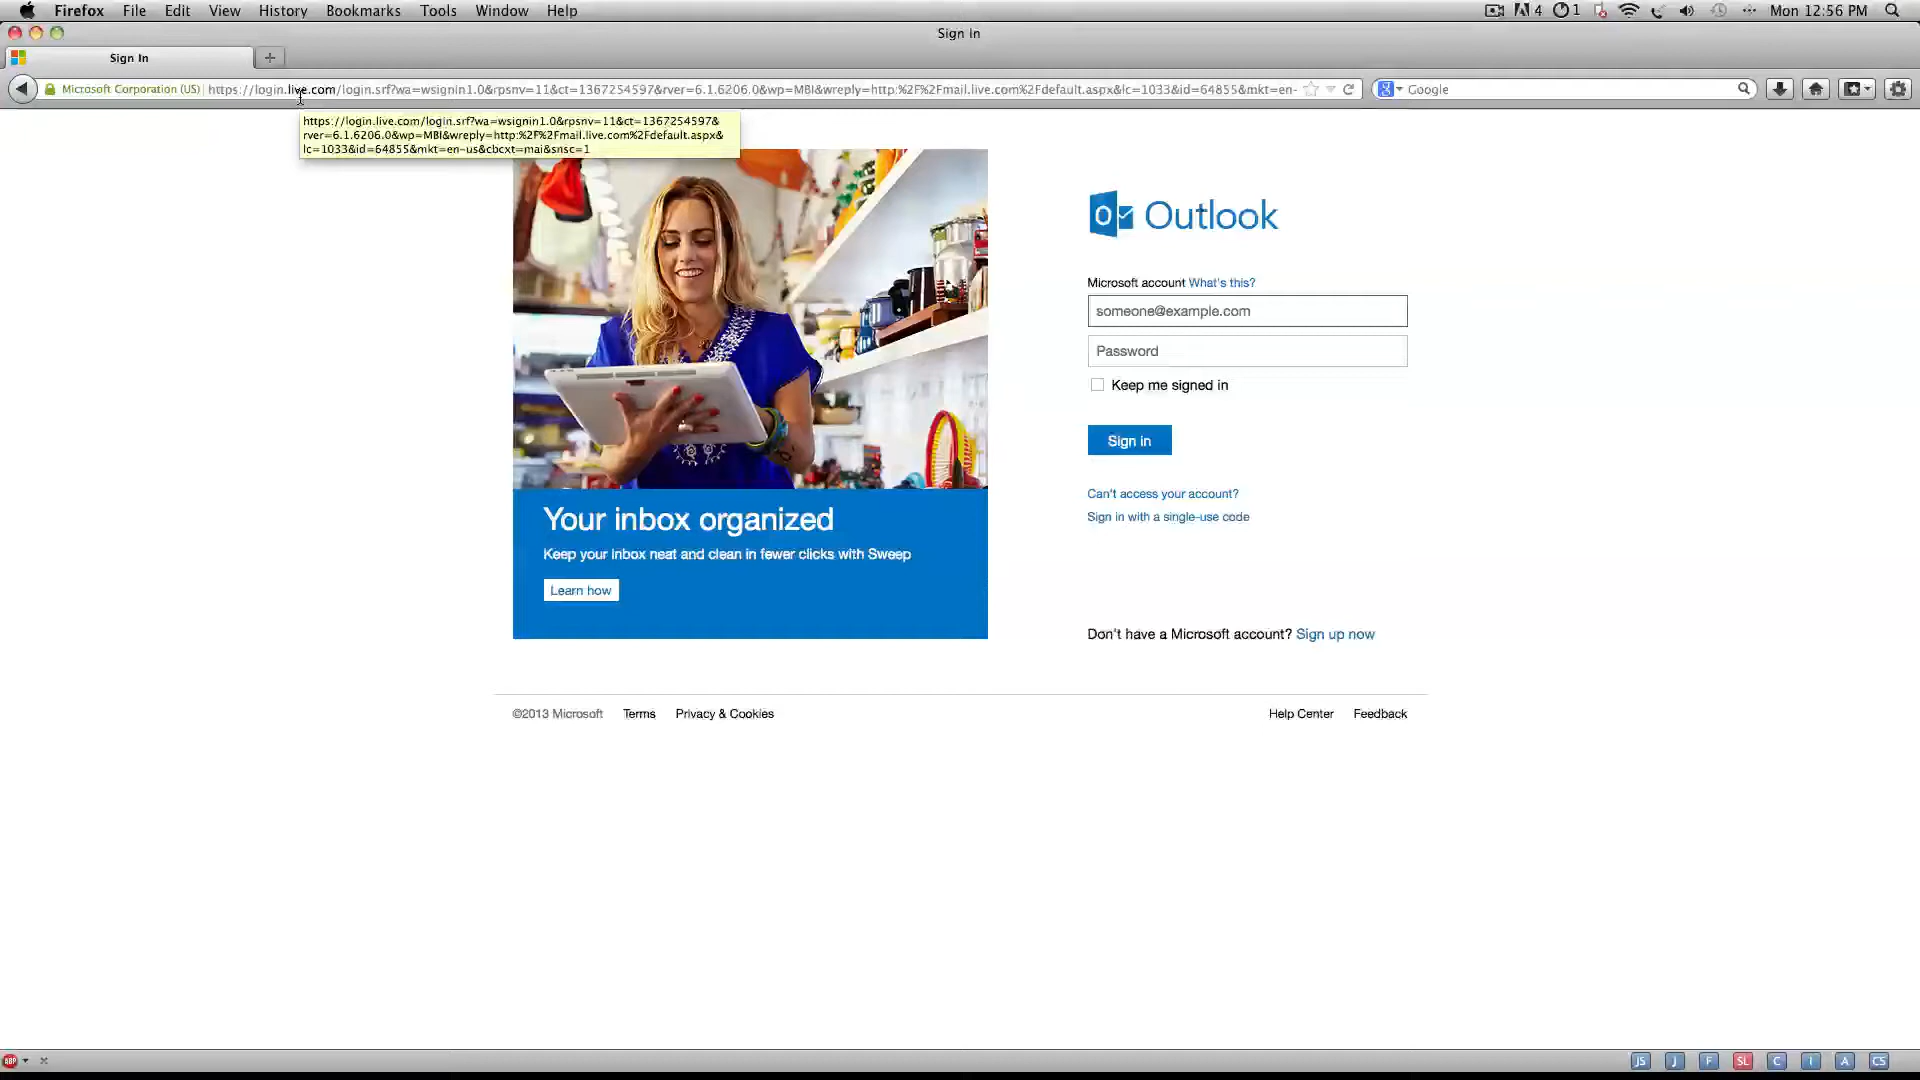 Firefox File Edit View History Bookmarks Tools Window Help
4 1 Mon 12:56 PM
Sign In
Sign In
Microsoft Corporation (US) https://login.live.com/login.srf?wa=wsignin1.0&rpsnv=11&ct=1367254597&rver=6.1.6206.0&wp=MBI&wreply=http:%2F%2Fmail.live.com%2Fdefault.aspx&lc=1033&id=64855&mkt=en- Google
https://login.live.com/login.srf?wa=wsignin1.0&rpsnv=11&ct=1367254597&
rver=6.1.6206.0&wp=MBI&wreply=http:%2F%2Fmail.live.com%2Fdefault.aspx&
lc=1033&id=64855&mkt=en-us&cbcxt=mai&snsc=1
Outlook
Microsoft account What's this?
someone@example.com
Password
Keep me signed in
Sign in
Can't access your account?
Sign in with a single-use code
Your inbox organized
Keep your inbox neat and clean in fewer clicks with Sweep
Learn how
Don't have a Microsoft account? Sign up now
©2013 Microsoft Terms Privacy & Cookies Help Center Feedback
ABP JS J F SL C I A CS